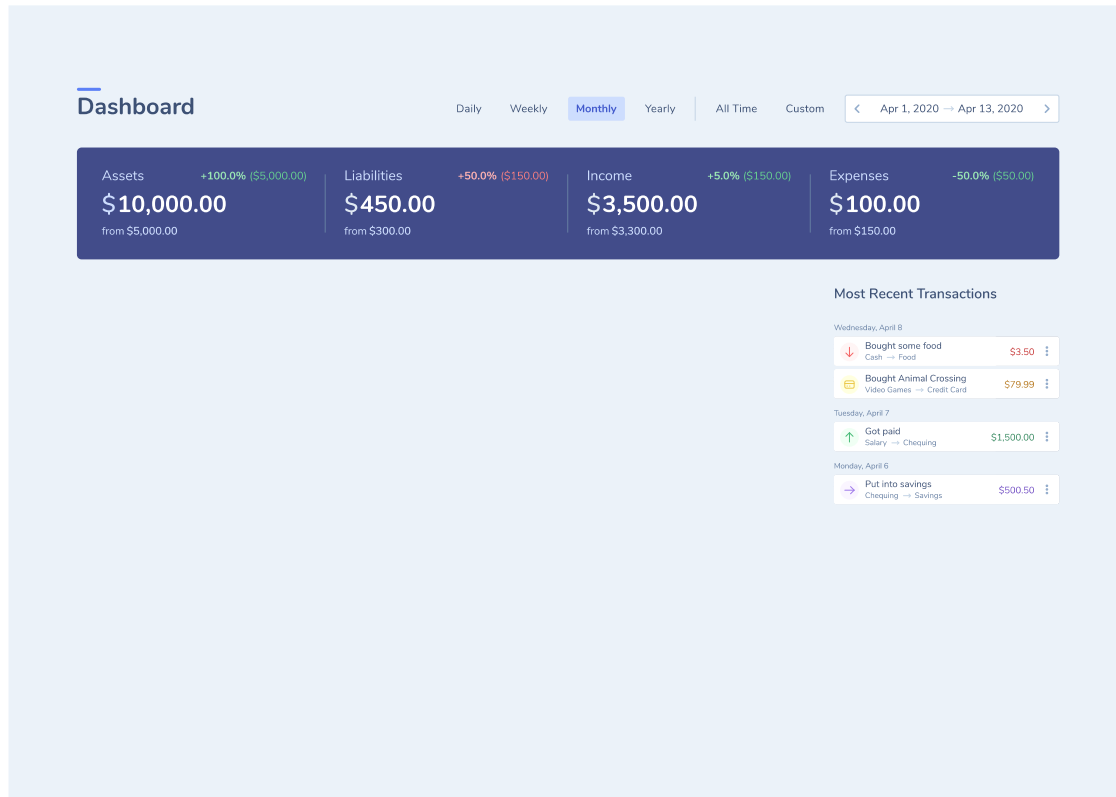 Dashboard
Daily Weekly Monthly Yearly All Time Custom Apr 1, 2020 → Apr 13, 2020
Assets +100.0% ($5,000.00)
$10,000.00
from $5,000.00
Liabilities +50.0% ($150.00)
$450.00
from $300.00
Income +5.0% ($150.00)
$3,500.00
from $3,300.00
Expenses -50.0% ($50.00)
$100.00
from $150.00
Most Recent Transactions
Wednesday, April 8
Bought some food $3.50
Cash → Food
Bought Animal Crossing $79.99
Video Games → Credit Card
Tuesday, April 7
Got paid $1,500.00
Salary → Chequing
Monday, April 6
Put into savings $500.50
Chequing → Savings